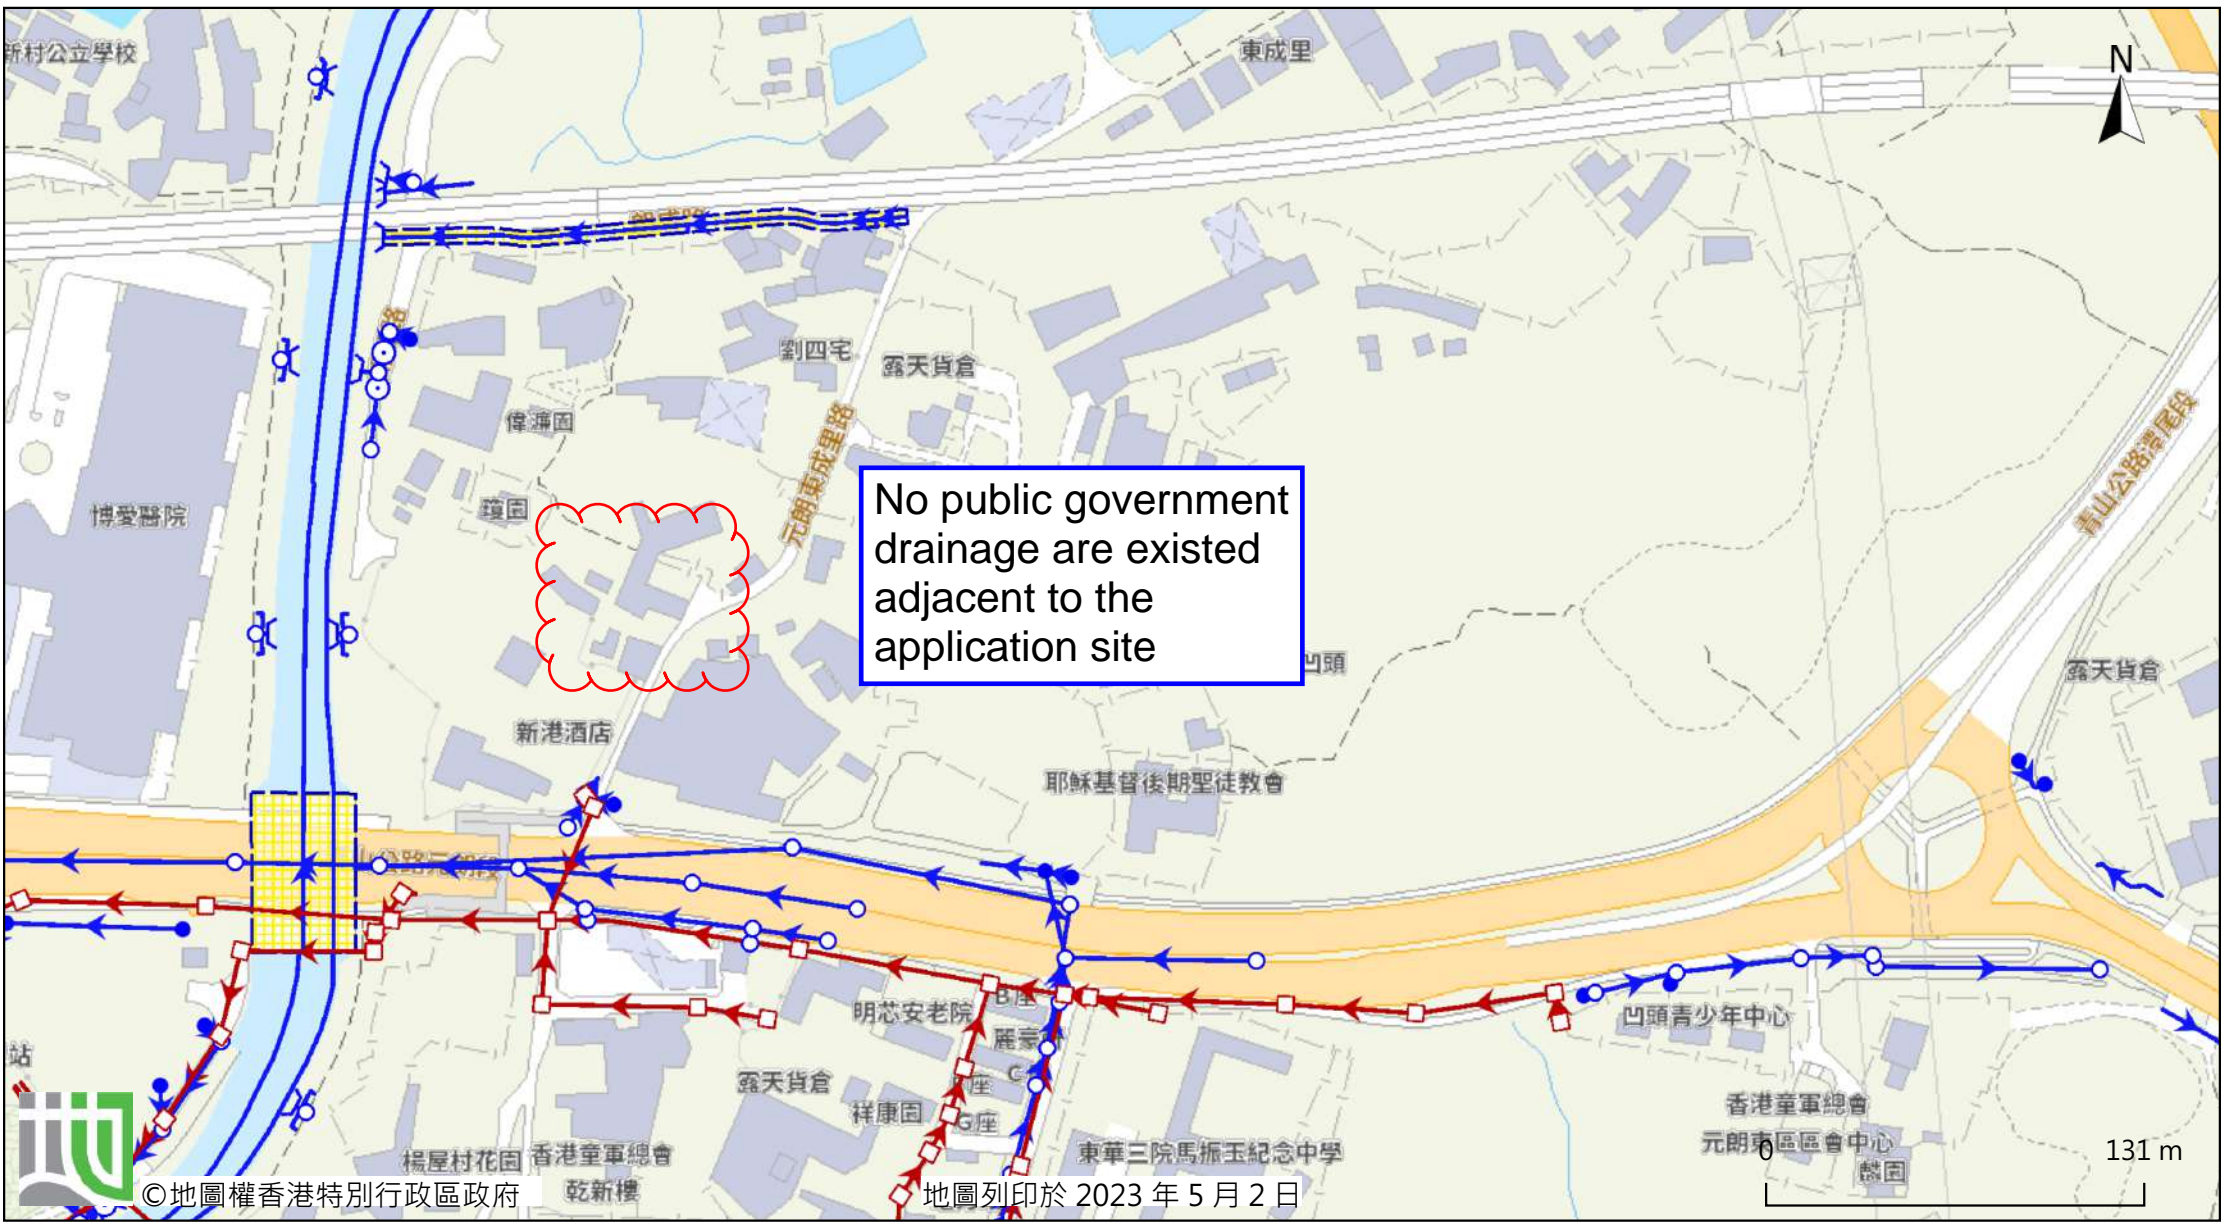 新村公立學校
東成里
N
劉四宅
露天貨倉
偉濂園
元朗東成里路
青山公路潭尾段
瓊園
博愛醫院
No public government
drainage are existed
adjacent to the
application site
凹頭
露天貨倉
新港酒店
耶穌基督後期聖徒教會
公路元朗段
B座
明芯安老院
麗豪
凹頭青少年中心
站
座
C
露天貨倉
祥康園
G座
香港童軍總會
元朗東區區會中心
0
131 m
楊屋村花園
香港童軍總會
乾新樓
東華三院馬振玉紀念中學
麟園
©地圖權香港特別行政區政府
地圖列印於 2023 年 5 月 2 日